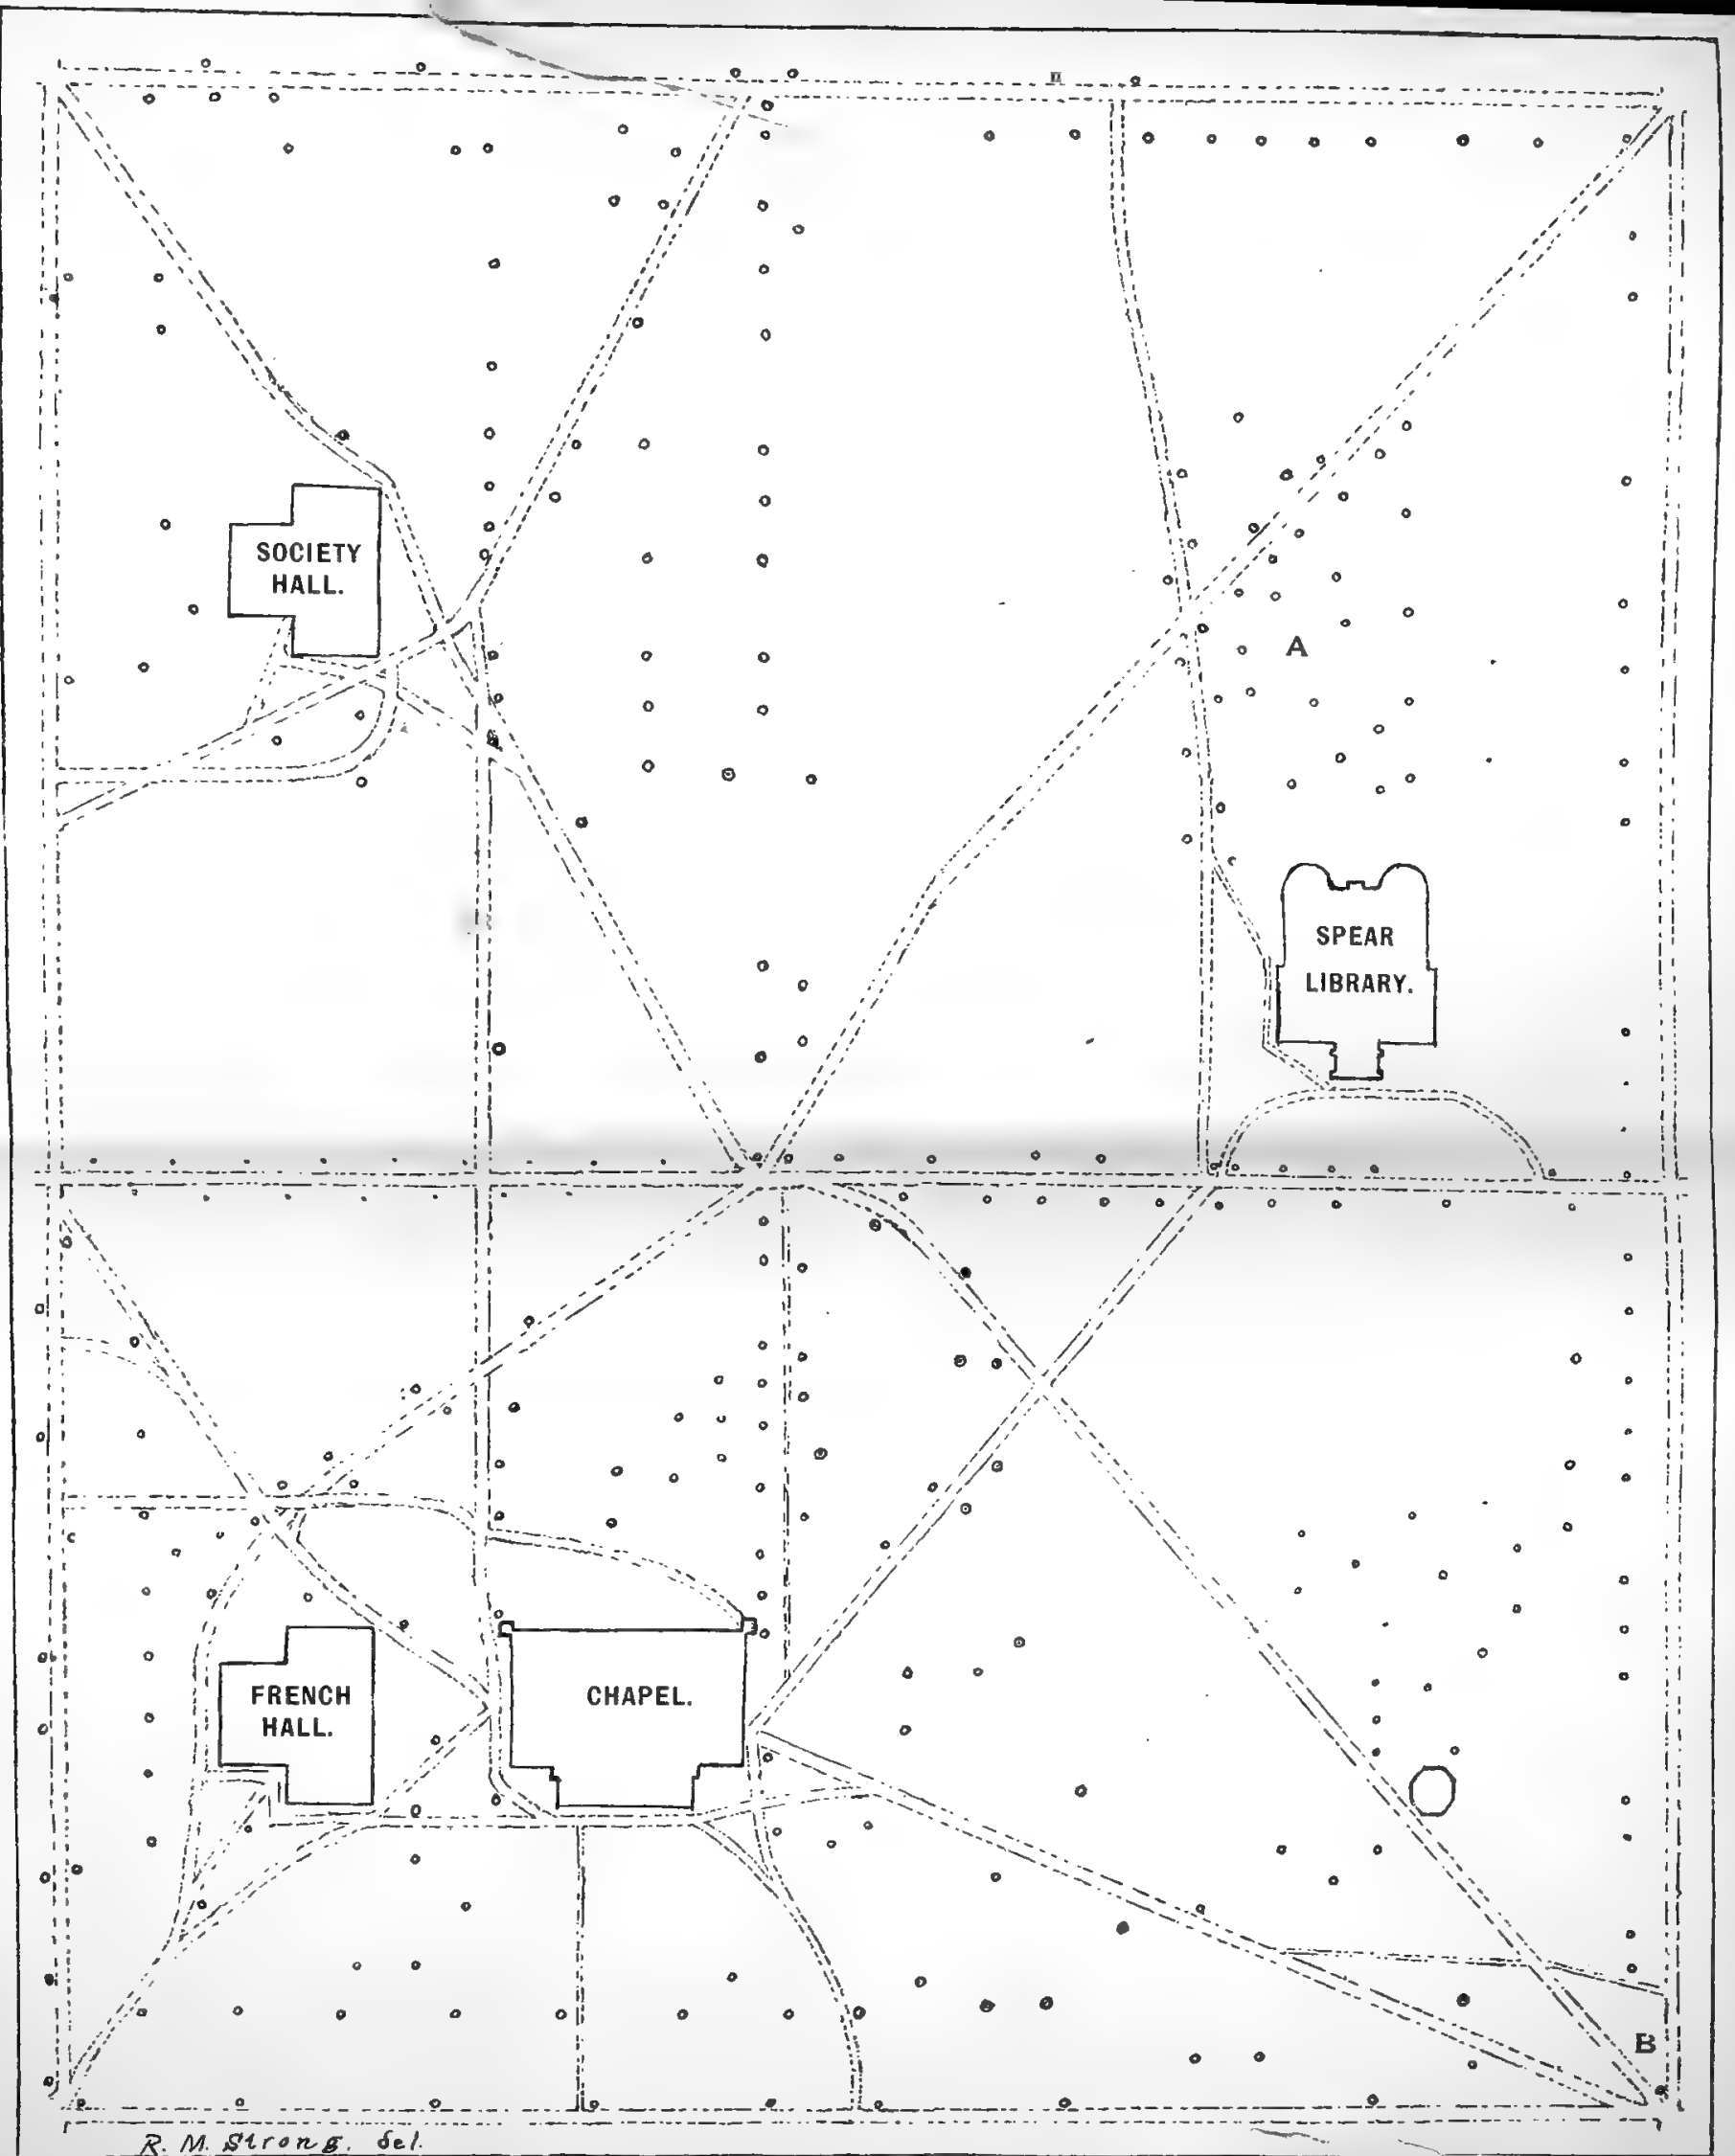 SOCIETY
HALL.
A
SPEAR
LIBRARY.
FRENCH
HALL.
CHAPEL.
B
R. M. Strong. del.